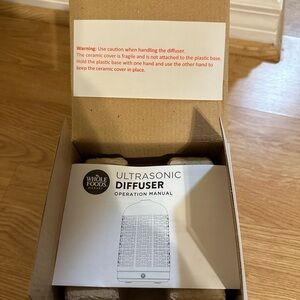 Warning: Use caution when handling the diffuser.
The ceramic cover is fragile and is not attached to the plastic base.
Hold the plastic base with one hand and use the other hand to
keep the ceramic cover in place.
WHOLE
FOODS
MARKET
ULTRASONIC
DIFFUSER
OPERATION MANUAL